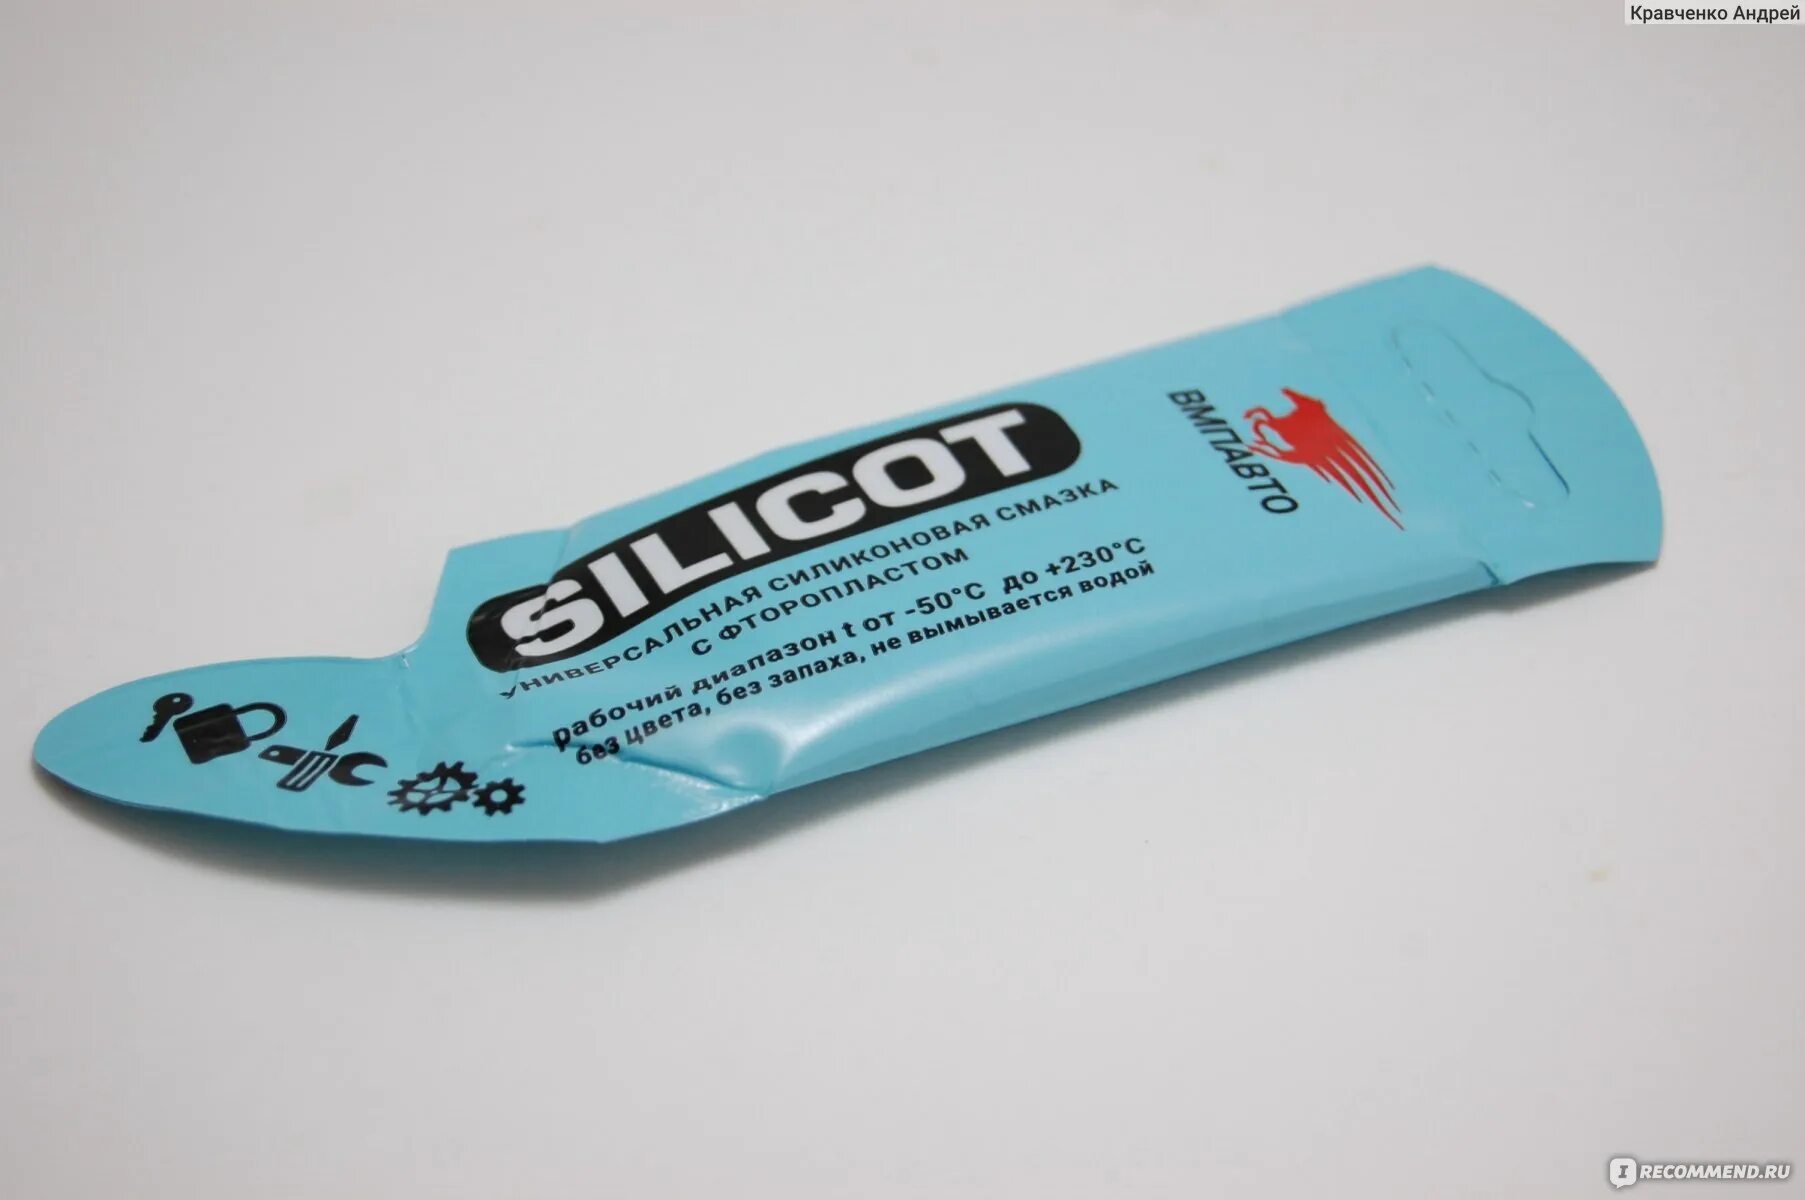 Кравченко Андрей
SILICOT
УНИВЕРСАЛЬНАЯ СИЛИКОНОВАЯ СМАЗКА
С ФТОРОПЛАСТОМ
рабочий диапазон t от -50°С до +230°С
без цвета, без запаха, не вымывается водой
ВМПАВТО
IRECOMMEND.RU